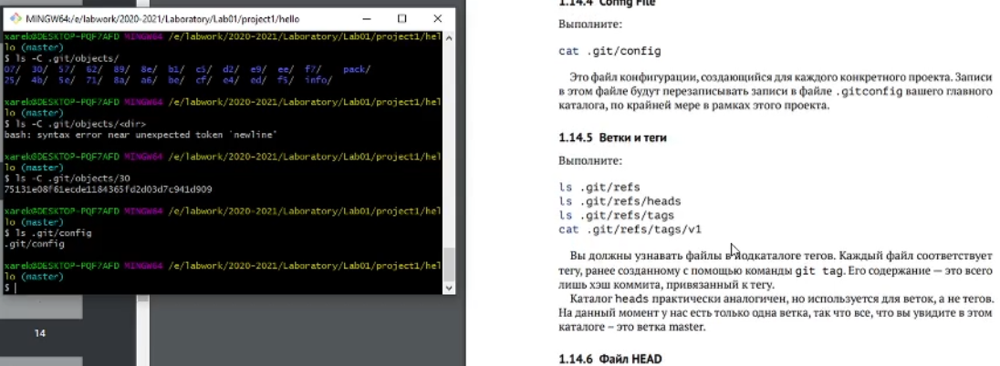 MINGW64:/e/labwork/2020-2021/Laboratory/Lab01/project1/hello
xarek@DESKTOP-PQF7AFD MINGW64 /e/labwork/2020-2021/Laboratory/Lab01/project1/hel
lo (master)
$ ls -C .git/objects/
07/ 30/ 57/ 62/ 89/ 8e/ b1/ c5/ d2/ e9/ ee/ f7/ pack/
25/ 4b/ 5e/ 71/ 8a/ a6/ be/ cf/ e4/ ed/ f5/ info/
xarek@DESKTOP-PQF7AFD MINGW64 /e/labwork/2020-2021/Laboratory/Lab01/project1/hel
lo (master)
$ ls -C .git/objects/<dir>
bash: syntax error near unexpected token `newline'
xarek@DESKTOP-PQF7AFD MINGW64 /e/labwork/2020-2021/Laboratory/Lab01/project1/hel
lo (master)
$ ls -C .git/objects/30
75131e08f61ecde1184365fd2d03d7c941d909
xarek@DESKTOP-PQF7AFD MINGW64 /e/labwork/2020-2021/Laboratory/Lab01/project1/hel
lo (master)
$ ls .git/config
.git/config
xarek@DESKTOP-PQF7AFD MINGW64 /e/labwork/2020-2021/Laboratory/Lab01/project1/hel
lo (master)
$
14
1.14.4 Config File
Выполните:
cat .git/config
Это файл конфигурации, создающийся для каждого конкретного проекта. Записи
в этом файле будут перезаписывать записи в файле .gitconfig вашего главного
каталога, по крайней мере в рамках этого проекта.
1.14.5 Ветки и теги
Выполните:
ls .git/refs
ls .git/refs/heads
ls .git/refs/tags
cat .git/refs/tags/v1
Вы должны узнавать файлы в подкаталоге тегов. Каждый файл соответствует
тегу, ранее созданному с помощью команды git tag. Его содержание — это всего
лишь хэш коммита, привязанный к тегу.
Каталог heads практически аналогичен, но используется для веток, а не тегов.
На данный момент у нас есть только одна ветка, так что все, что вы увидите в этом
каталоге – это ветка master.
1.14.6 Файл HEAD